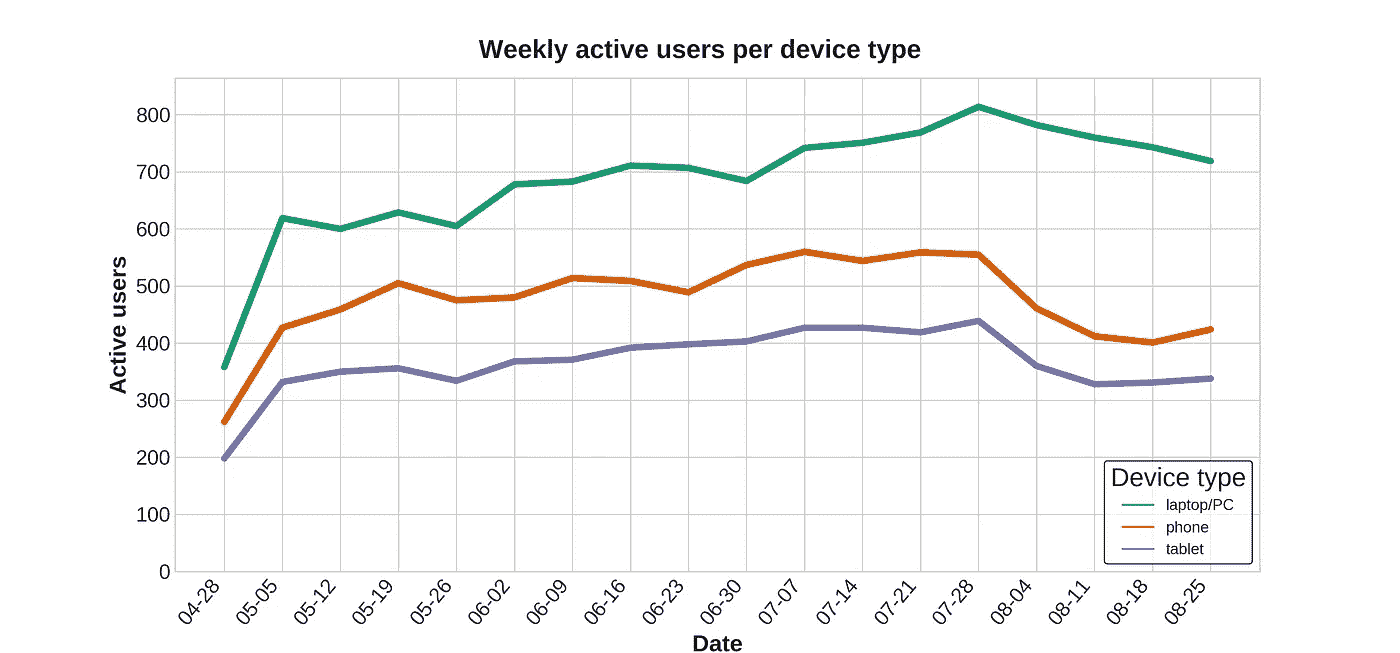 Weekly active users per device type
Active users
800
700
600
500
400
300
200
100
0
Device type
laptop/PC
phone
tablet
04-28 05-05 05-12 05-19 05-26 06-02 06-09 06-16 06-23 06-30 07-07 07-14 07-21 07-28 08-04 08-11 08-18 08-25
Date